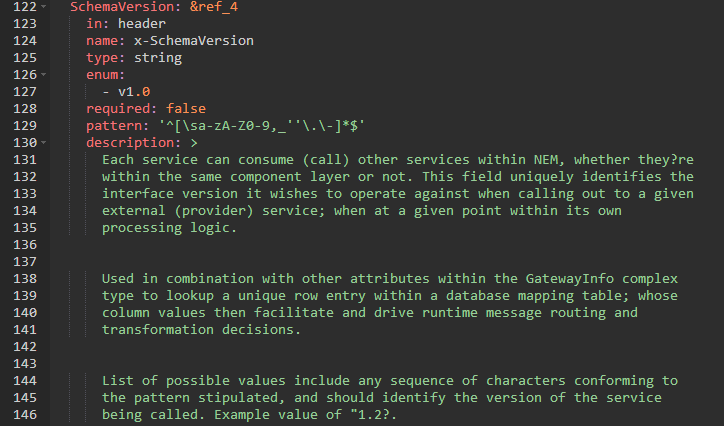 122 SchemaVersion: &ref_4
123 in: header
124 name: x-SchemaVersion
125 type: string
126 enum:
127 - v1.0
128 required: false
129 pattern: '^[\sa-zA-Z0-9,_''\.\-]*$'
130 description: >
131 Each service can consume (call) other services within NEM, whether they?re
132 within the same component layer or not. This field uniquely identifies the
133 interface version it wishes to operate against when calling out to a given
134 external (provider) service; when at a given point within its own
135 processing logic.
136
137
138 Used in combination with other attributes within the GatewayInfo complex
139 type to lookup a unique row entry within a database mapping table; whose
140 column values then facilitate and drive runtime message routing and
141 transformation decisions.
142
143
144 List of possible values include any sequence of characters conforming to
145 the pattern stipulated, and should identify the version of the service
146 being called. Example value of "1.2?.